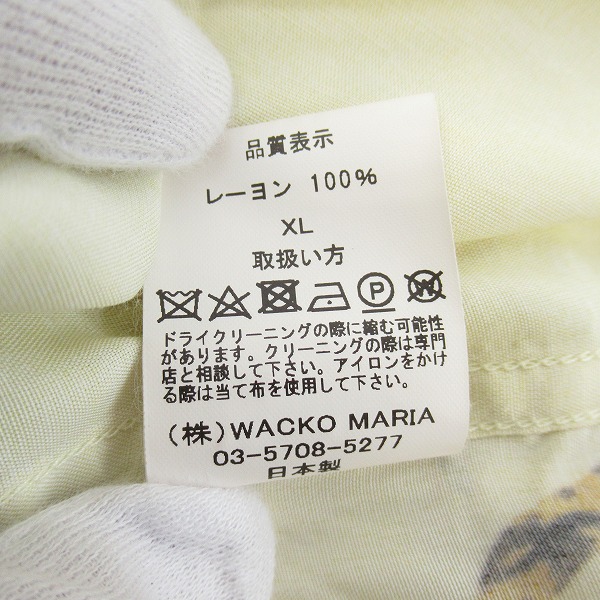 品質表示
レーヨン 100%
XL
取扱い方
P W
ドライクリーニングの際に縮む可能性
があります。クリーニングの際は専門
店と相談して下さい。アイロンをかけ
る際は当て布を使用して下さい。
(株)WACKO MARIA
03-5708-5277
日本製